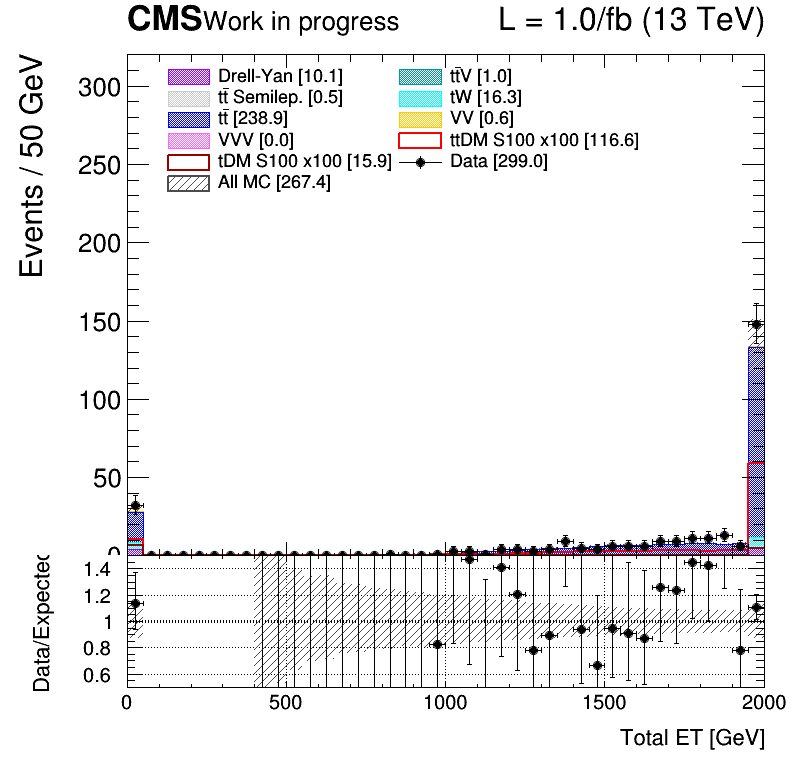 CMS Work in progress L = 1.0/fb (13 TeV)
Events / 50 GeV
300
250
200
150
100
50
0
Drell-Yan [10.1] tt̄V [1.0]
tt̄ Semilep. [0.5] tW [16.3]
tt̄ [238.9] VV [0.6]
VVV [0.0] ttDM S100 x100 [116.6]
tDM S100 x100 [15.9] Data [299.0]
All MC [267.4]
Data/Expected
1.4
1.2
1
0.8
0.6
0 500 1000 1500 2000
Total ET [GeV]